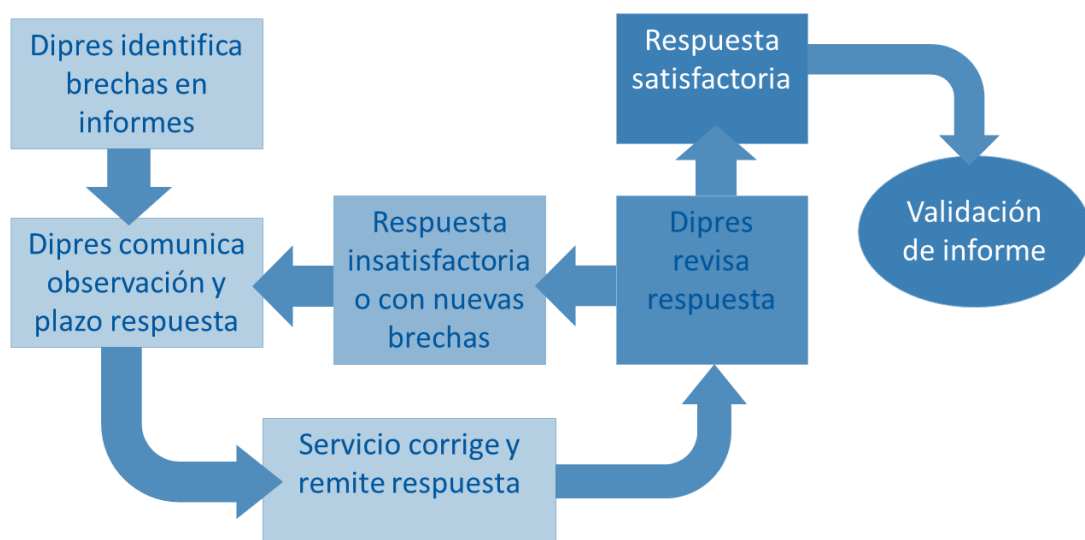 Dipres identifica
brechas en
informes
Dipres comunica
observación y
plazo respuesta
Servicio corrige y
remite respuesta
Dipres
revisa
respuesta
Respuesta
insatisfactoria
o con nuevas
brechas
Respuesta
satisfactoria
Validación
de informe